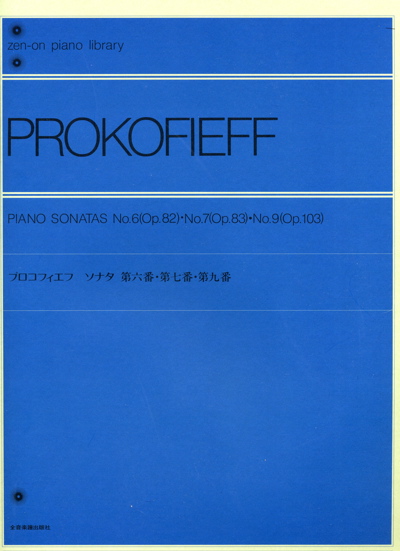 zen-on piano library
PROKOFIEFF
PIANO SONATAS No.6(Op.82)・No.7(Op.83)・No.9(Op.103)
プロコフィエフ　ソナタ 第六番・第七番・第九番
全音楽譜出版社